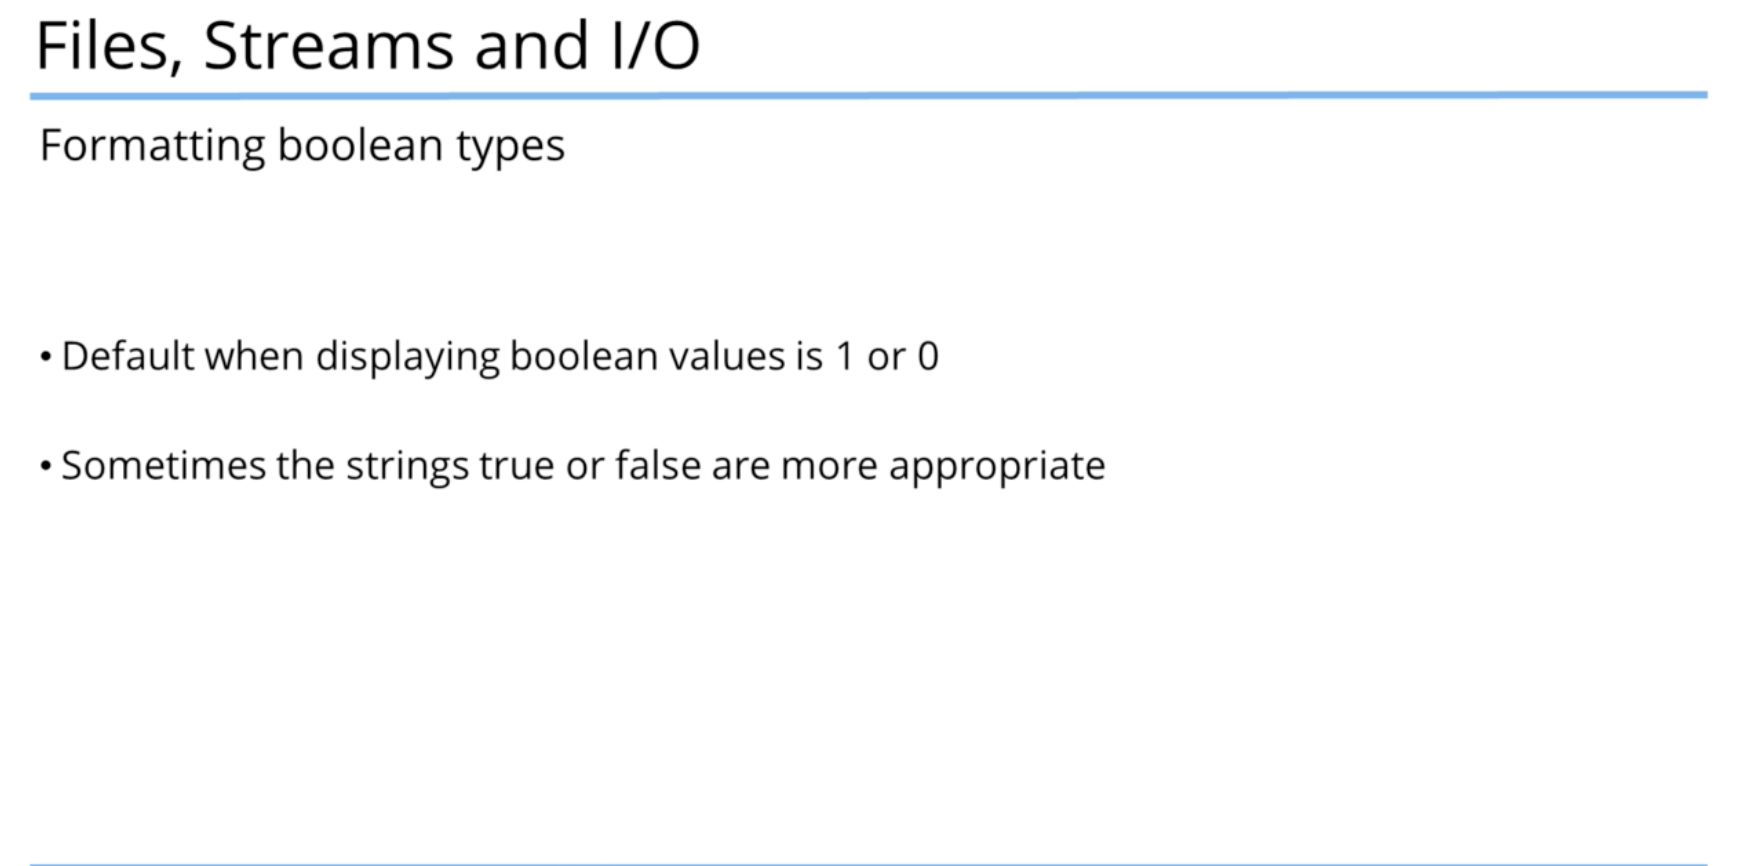 Files, Streams and I/O
Formatting boolean types
• Default when displaying boolean values is 1 or 0
• Sometimes the strings true or false are more appropriate